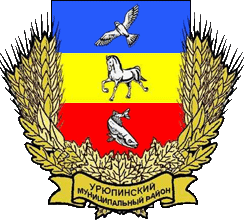 УРЮПИНСКИЙ
МУНИЦИПАЛЬНЫЙ РАЙОН